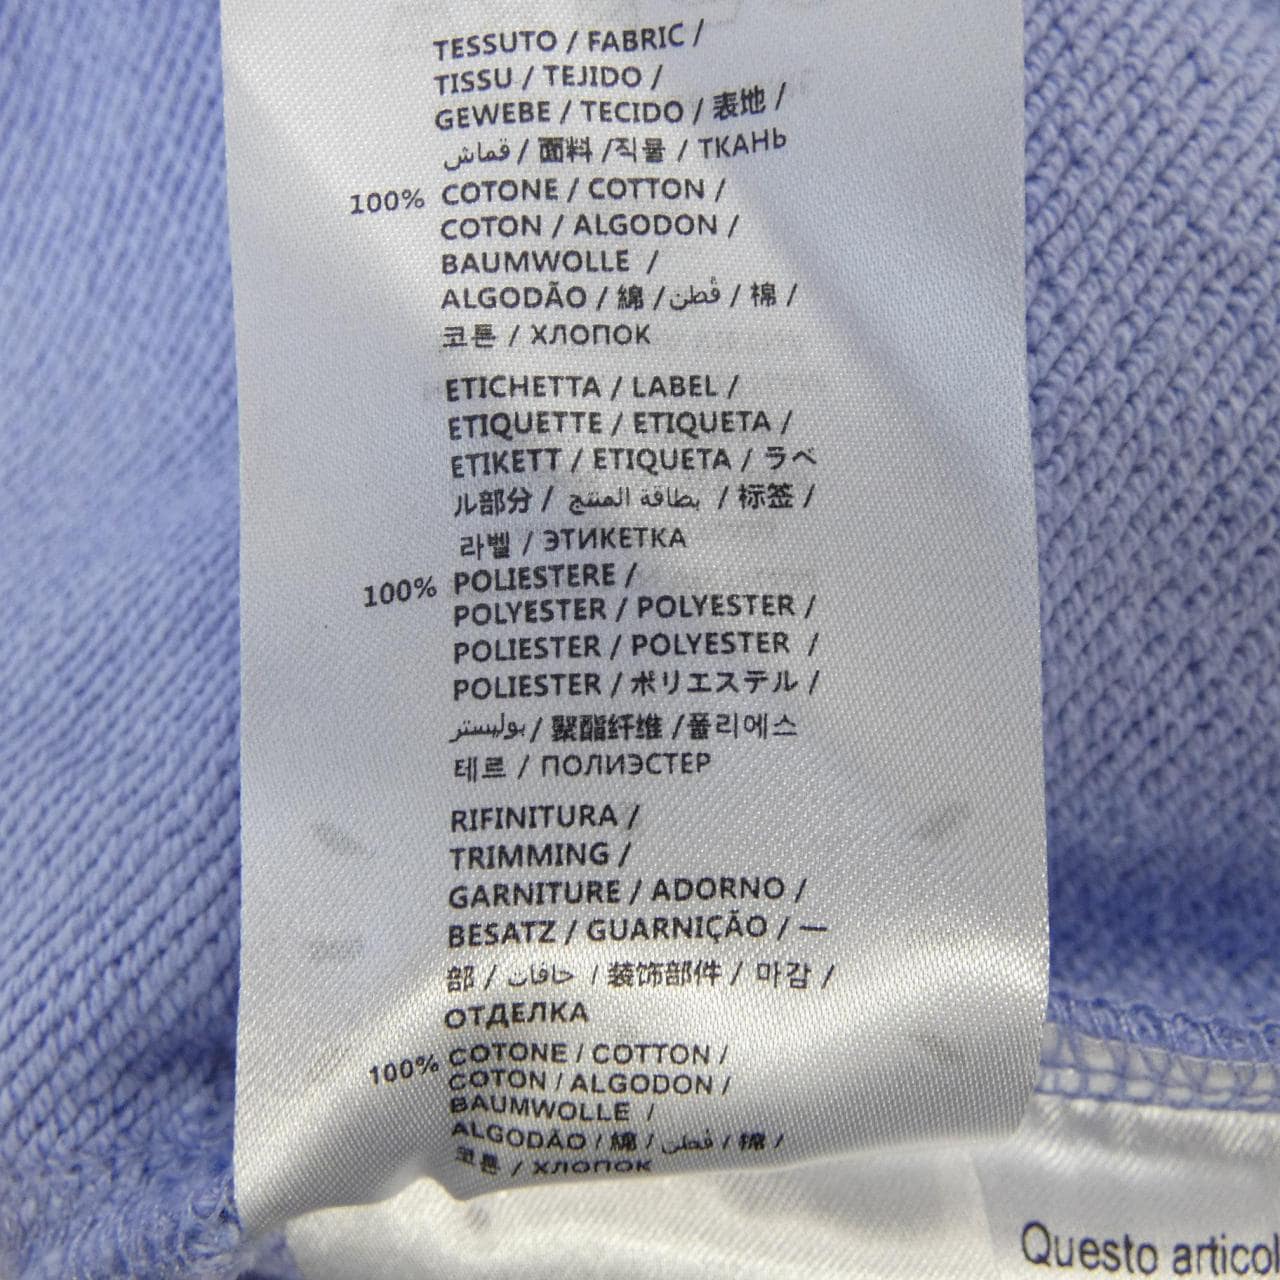 TESSUTO / FABRIC /
TISSU / TEJIDO /
GEWEBE / TECIDO / 表地 /
قماش / 面料 /직물 / ТКАНЬ
100% COTONE / COTTON /
COTON / ALGODON /
BAUMWOLLE /
ALGODÃO / 綿 / قُطن / 棉 /
코튼 / ХЛОПОК
ETICHETTA / LABEL /
ETIQUETTE / ETIQUETA /
ETIKETT / ETIQUETA / ラベ
ル部分 / بطاقة المنتج / 标签 /
라벨 / ЭТИКЕТКА
100% POLIESTERE /
POLYESTER / POLYESTER /
POLIESTER / POLYESTER /
POLIESTER / ポリエステル /
بوليستر / 聚酯纤维 /폴리에스
테르 / ПОЛИЭСТЕР
RIFINITURA /
TRIMMING /
GARNITURE / ADORNO /
BESATZ / GUARNIÇÃO / 一
部 / حافات / 装饰部件 / 마감 /
ОТДЕЛКА
100% COTONE / COTTON /
COTON / ALGODON /
BAUMWOLLE /
ALGODÃO / 綿 / قُطن / 棉 /
코튼 / ХЛОПОК
Questo articol